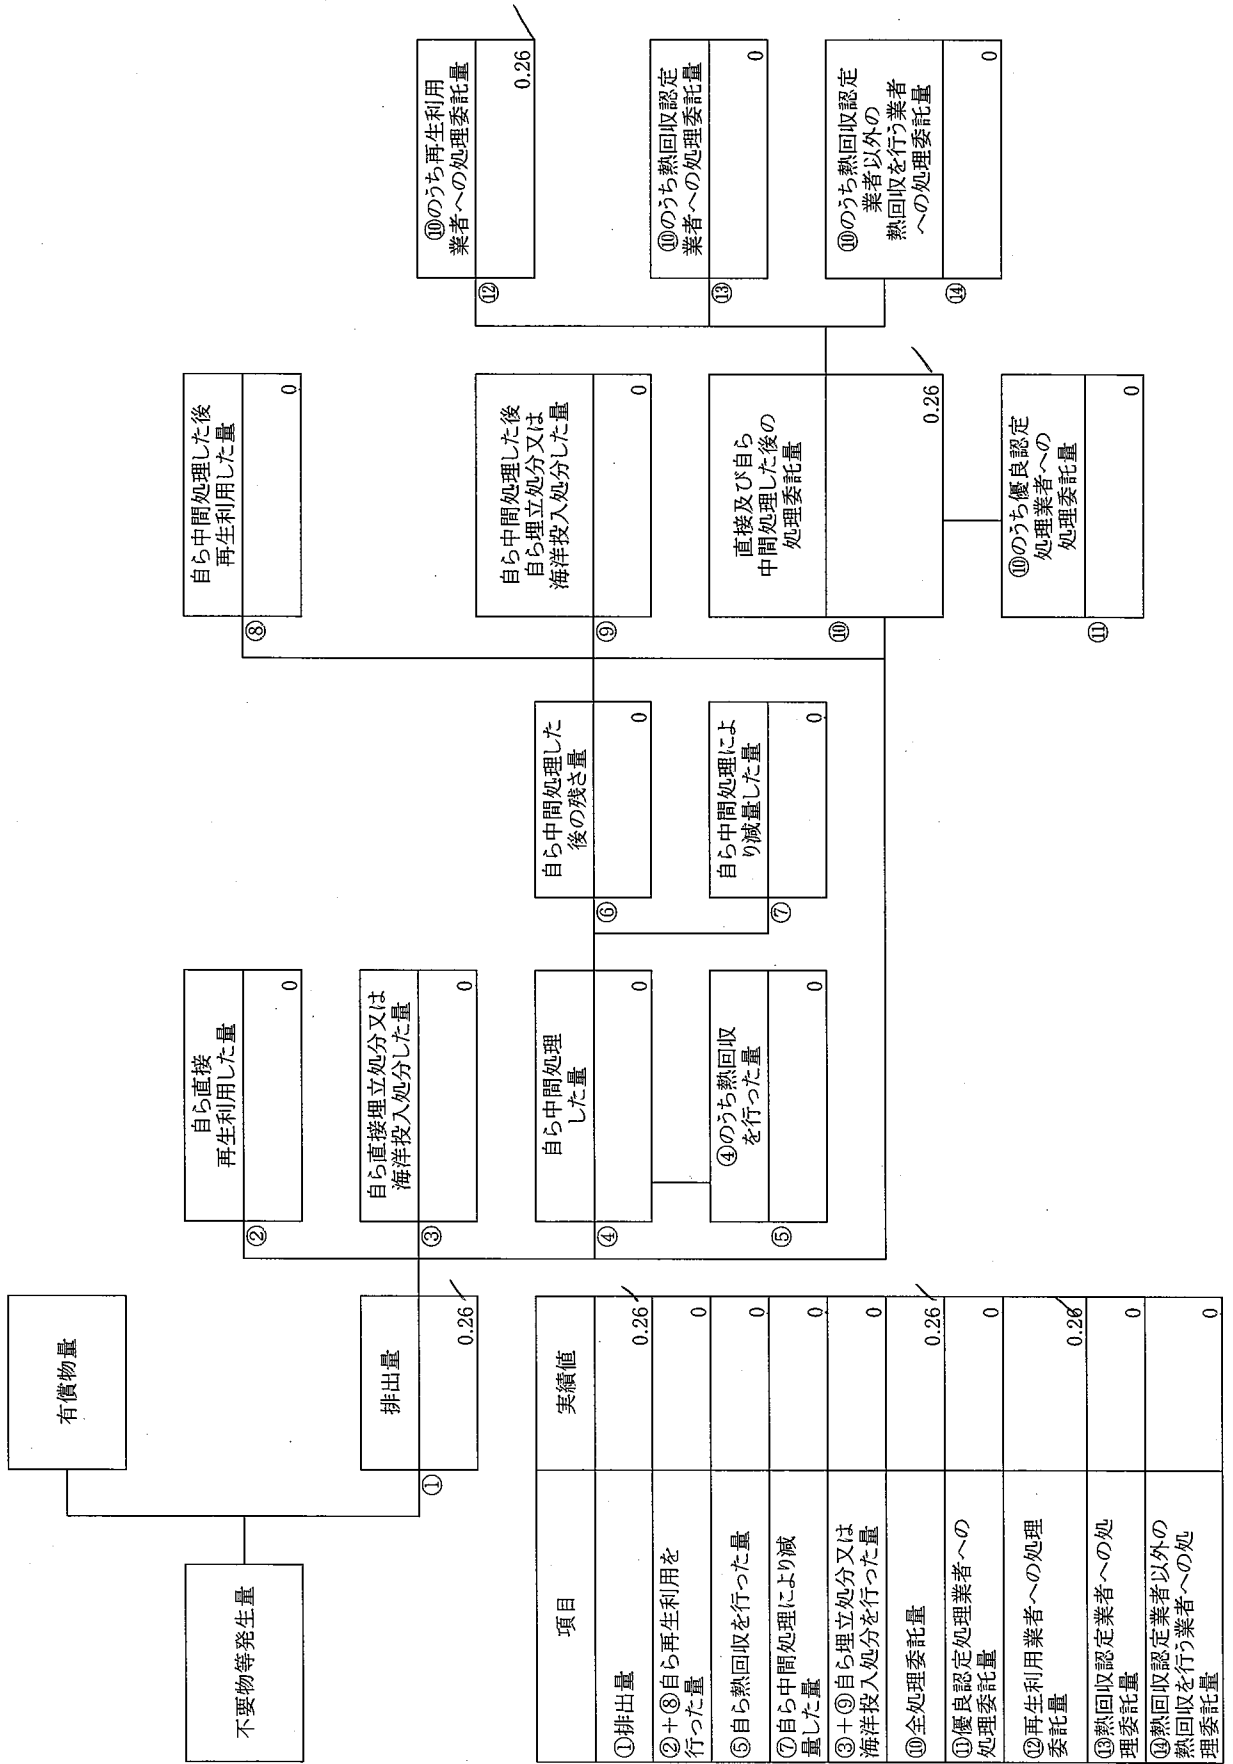 不要物等発生量
有償物量
①
排出量
0.26
②
自ら直接
再生利用した量
0
③
自ら直接埋立処分又は
海洋投入処分した量
0
④
自ら中間処理
した量
0
⑤
④のうち熱回収
を行った量
0
⑥
自ら中間処理した
後の残さ量
0
⑦
自ら中間処理によ
り減量した量
0
⑧
自ら中間処理した後
再生利用した量
0
⑨
自ら中間処理した後
自ら埋立処分又は
海洋投入処分した量
0
⑩
直接及び自ら
中間処理した後の
処理委託量
0.26
⑪
⑩のうち優良認定
処理業者への
処理委託量
0
⑫
⑩のうち再生利用
業者への処理委託量
0.26
⑬
⑩のうち熱回収認定
業者への処理委託量
0
⑭
⑩のうち熱回収認定
業者以外の
熱回収を行う業者
への処理委託量
0
項目 実績値
①排出量 0.26
②+⑧自ら再生利用を
行った量 0
⑤自ら熱回収を行った量 0
⑦自ら中間処理により減
量した量 0
③+⑨自ら埋立処分又は
海洋投入処分を行った量 0
⑩全処理委託量 0.26
⑪優良認定処理業者への
処理委託量 0
⑫再生利用業者への処理
委託量 0.26
⑬熱回収認定業者への処
理委託量 0
⑭熱回収認定業者以外の
熱回収を行う業者への処
理委託量 0